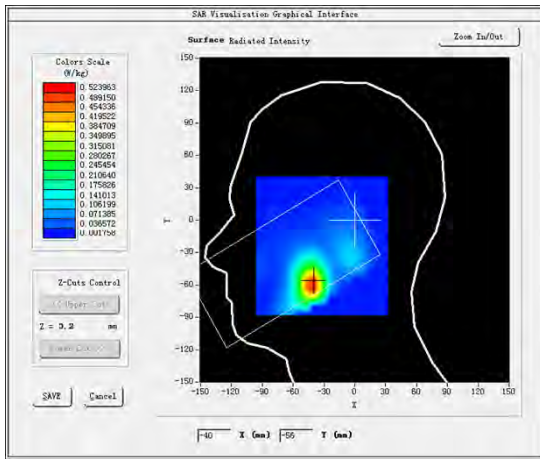 SAR Visualisation Graphical Interface
Surface Radiated Intensity
Zoom In/Out
Colors Scale
(W/kg)
0.523963
0.489150
0.454336
0.419522
0.384709
0.349895
0.315081
0.280267
0.245454
0.210640
0.175826
0.141013
0.106199
0.071385
0.036572
0.001758
150
120
90
60
30
0
-30
-60
-90
-120
-150
Y
-150 -120 -90 -60 -30 0 30 60 90 120 150
X
Z-Cuts Control
Z = 3.2 mm
SAVE Cancel
-40 X (mm) -55 Y (mm)